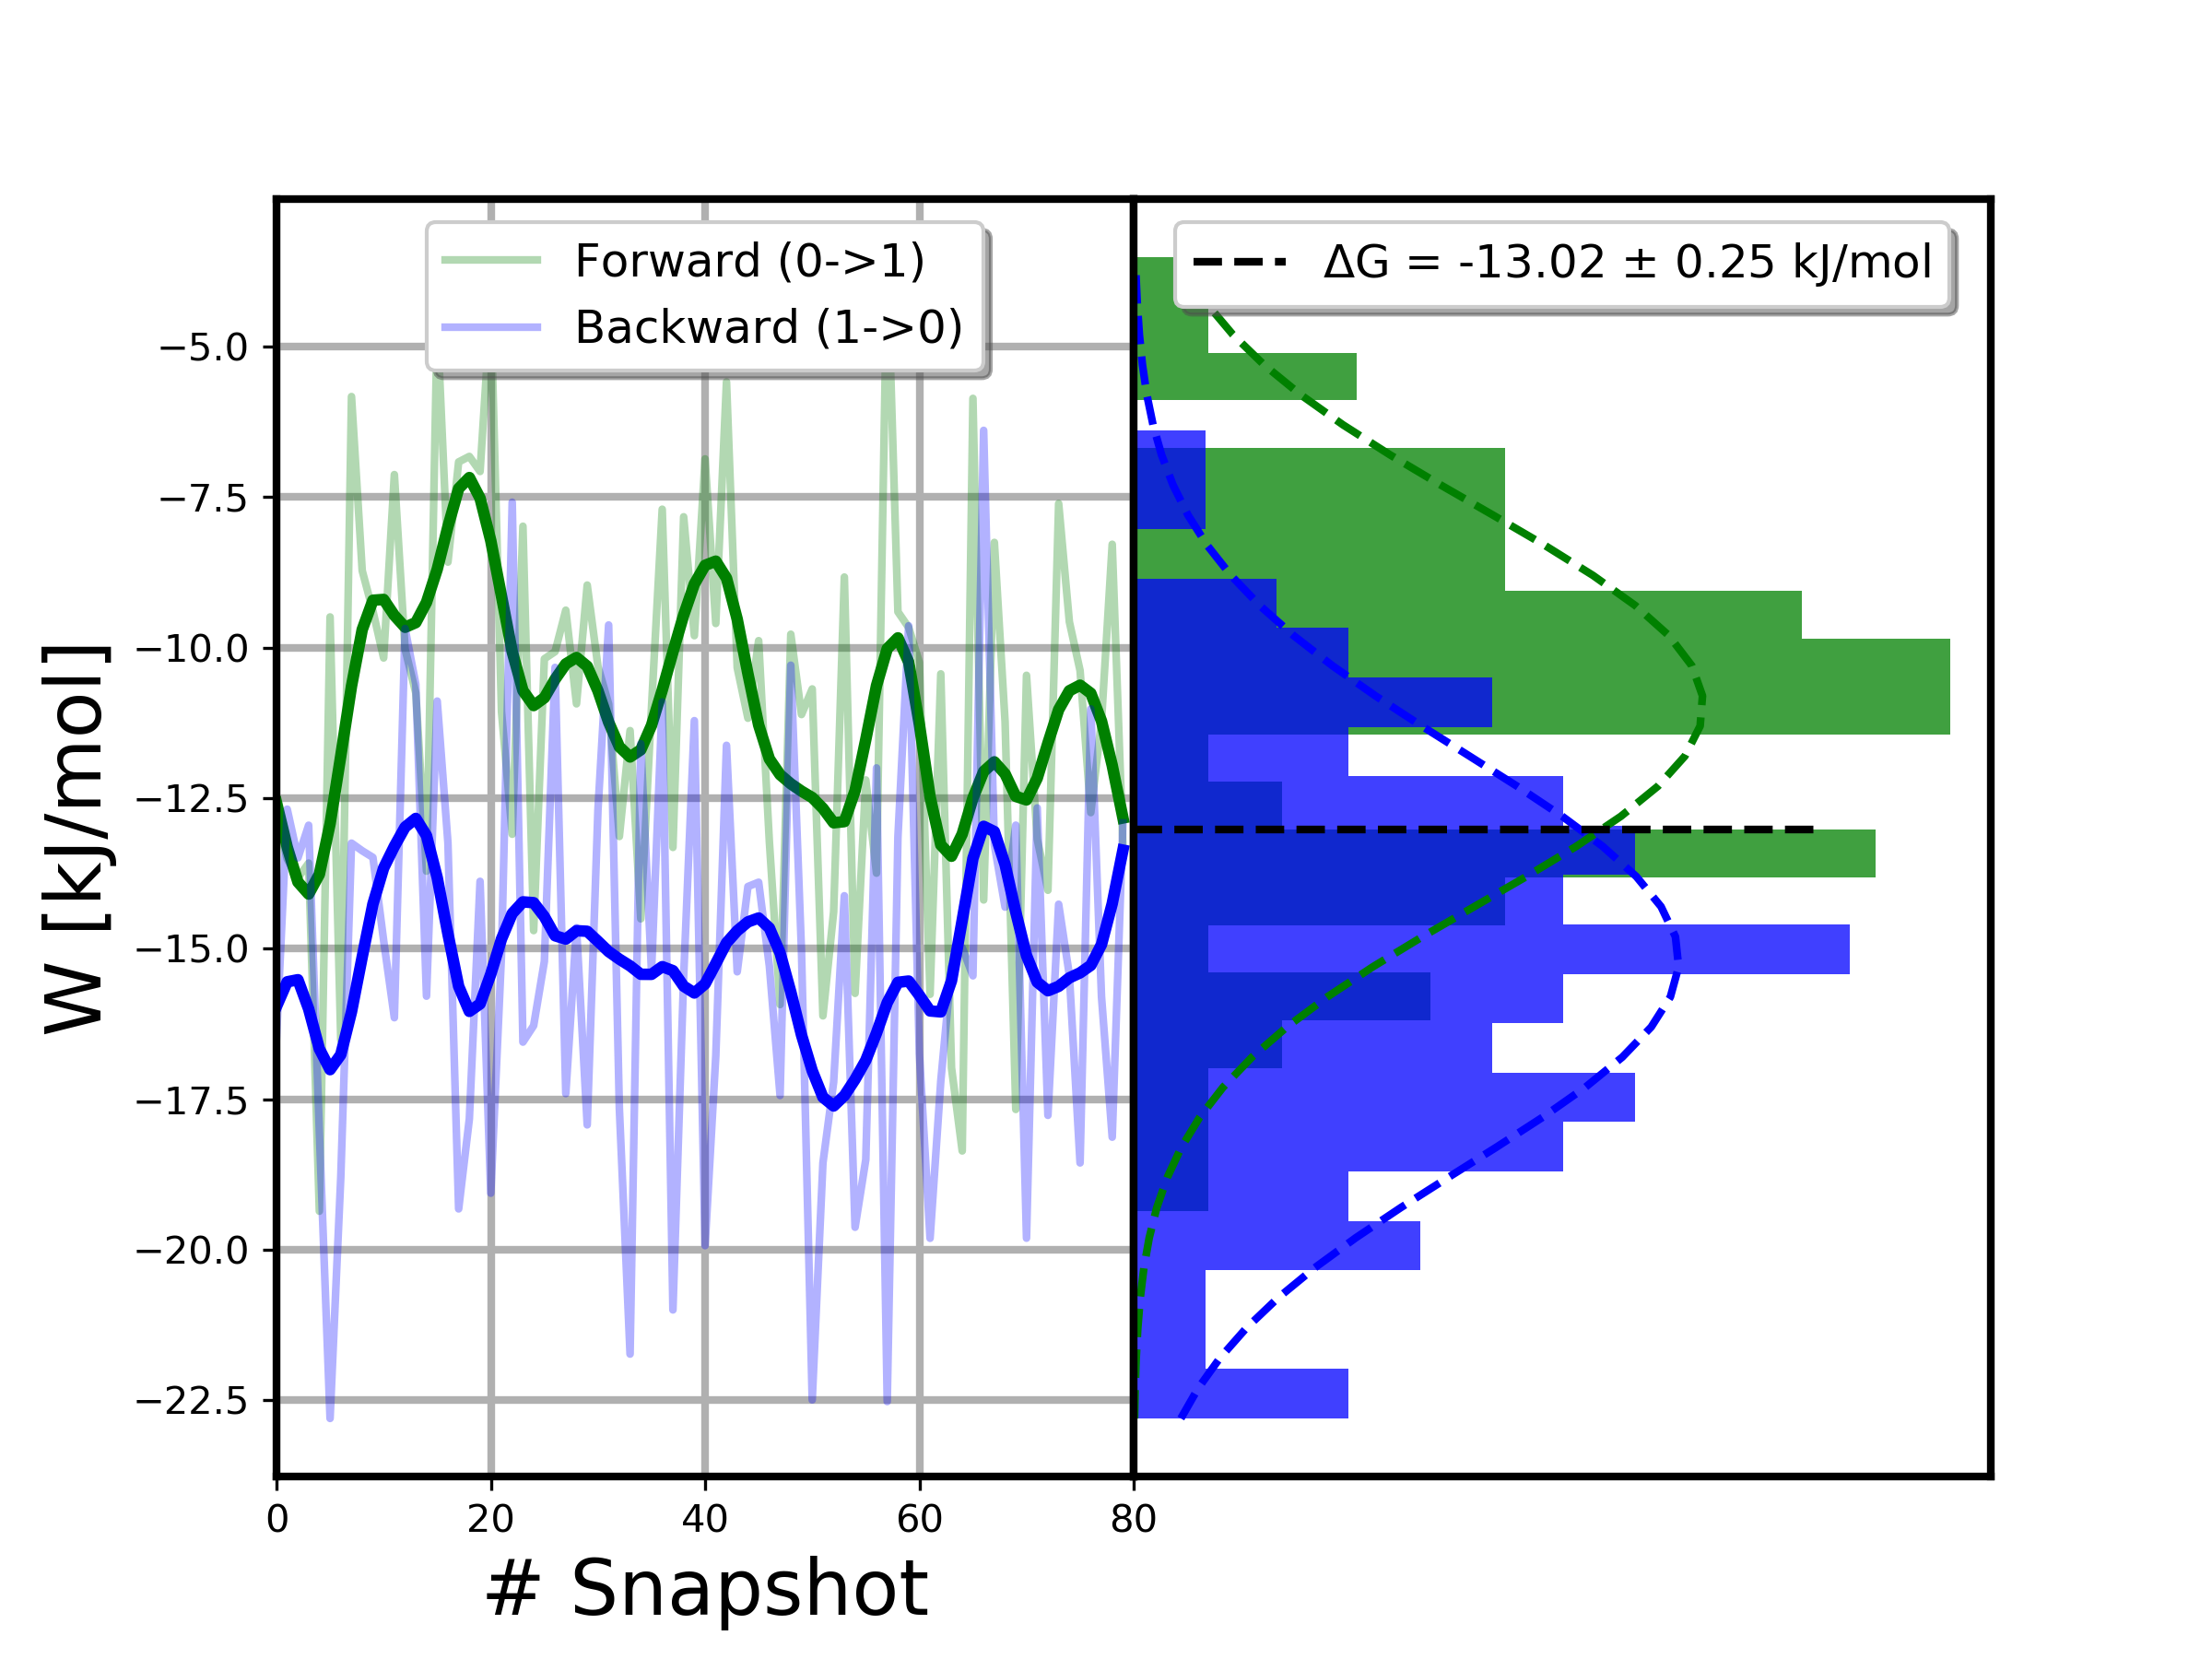 Forward (0->1)
Backward (1->0)
ΔG = -13.02 ± 0.25 kJ/mol
W [kJ/mol]
−5.0
−7.5
−10.0
−12.5
−15.0
−17.5
−20.0
−22.5
0 20 40 60 80
# Snapshot